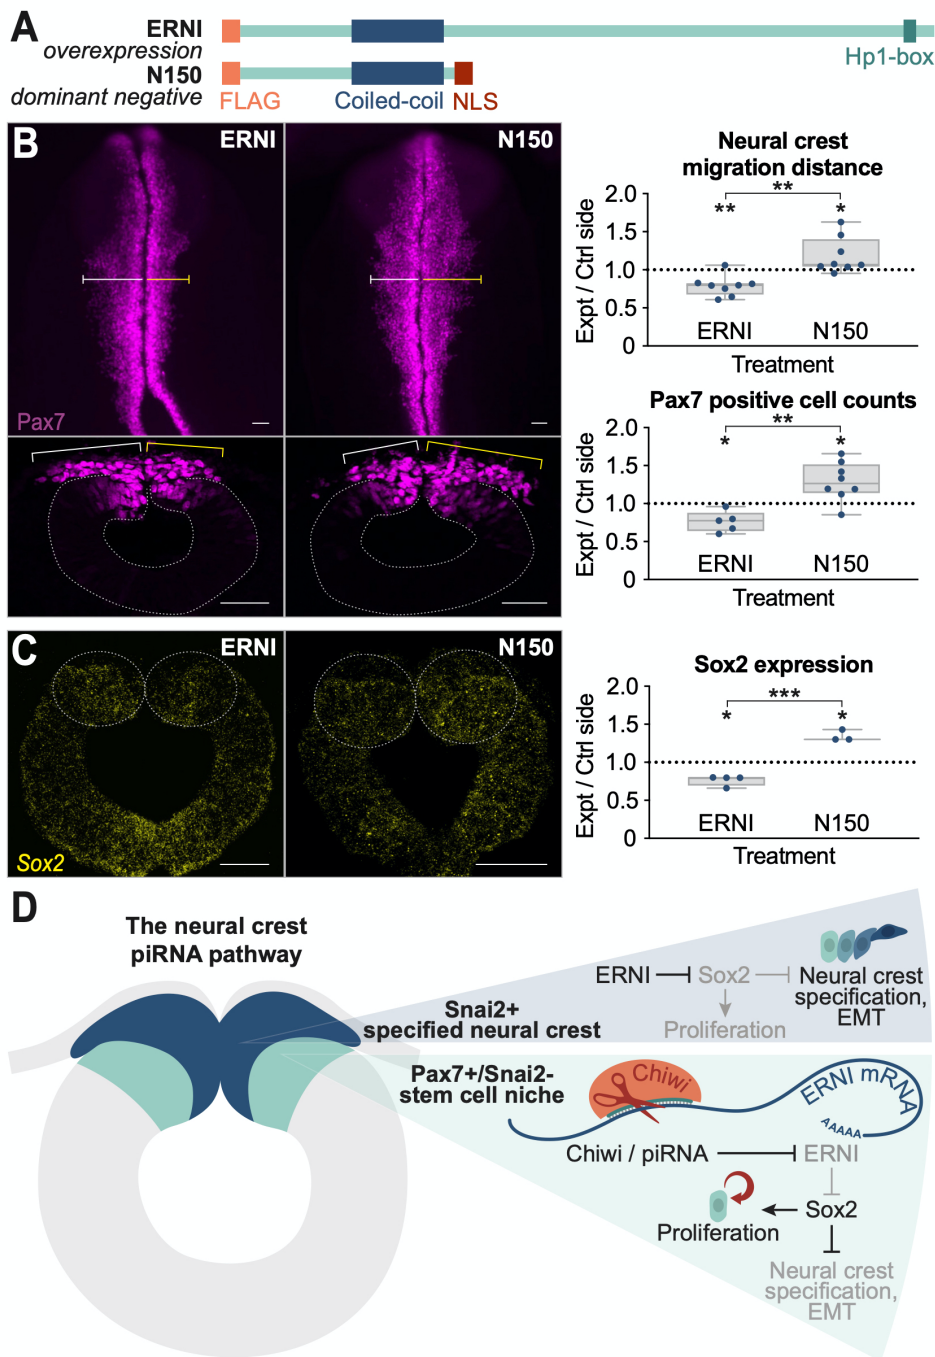 A
ERNI
overexpression
Hp1-box
N150
dominant negative
FLAG
Coiled-coil
NLS
B
ERNI
N150
Pax7
Neural crest
migration distance
**
2.0
** *
1.5
1.0
0.5
0
Expt / Ctrl side
ERNI N150
Treatment
Pax7 positive cell counts
**
2.0
* *
1.5
1.0
0.5
0
Expt / Ctrl side
ERNI N150
Treatment
C
ERNI
N150
Sox2
Sox2 expression
***
2.0
* *
1.5
1.0
0.5
0
Expt / Ctrl side
ERNI N150
Treatment
D
The neural crest
piRNA pathway
Snai2+
specified neural crest
ERNI
Sox2
Proliferation
Neural crest
specification,
EMT
Pax7+/Snai2-
stem cell niche
Chiwi
ERNI mRNA
AAAAA
Chiwi / piRNA
ERNI
Sox2
Proliferation
Neural crest
specification,
EMT